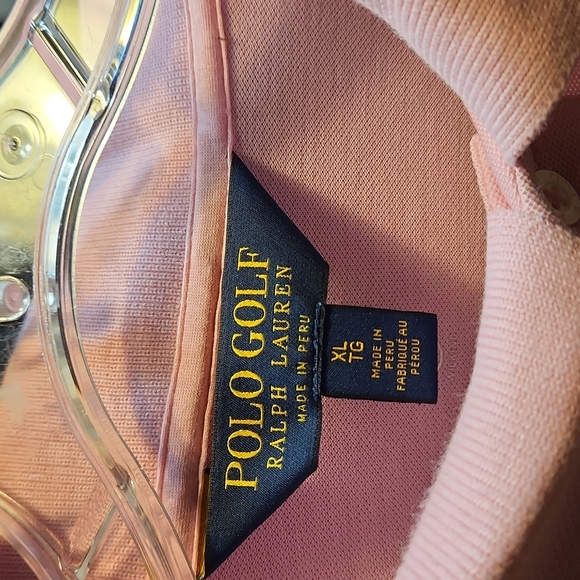 POLO GOLF
RALPH LAUREN
MADE IN PERU
XL
TG
MADE IN
PERU
FABRIQUÉ AU
PÉROU